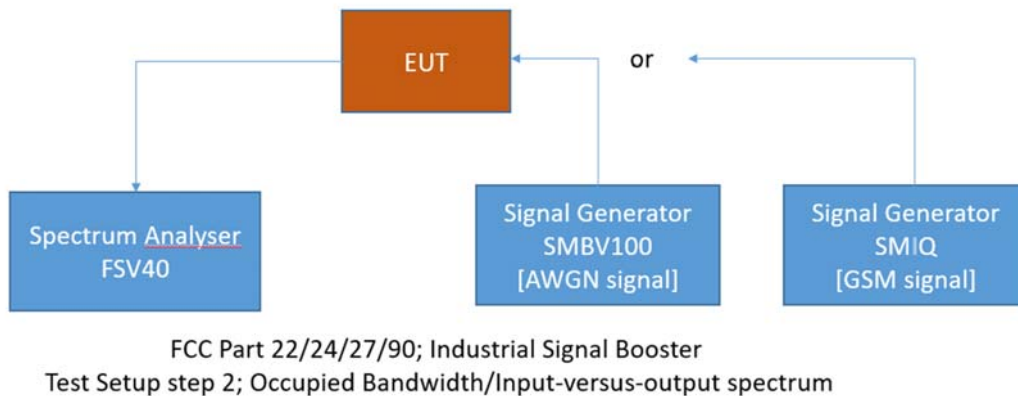 EUT
or
Spectrum Analyser
FSV40
Signal Generator
SMBV100
[AWGN signal]
Signal Generator
SMIQ
[GSM signal]
FCC Part 22/24/27/90; Industrial Signal Booster
Test Setup step 2; Occupied Bandwidth/Input-versus-output spectrum